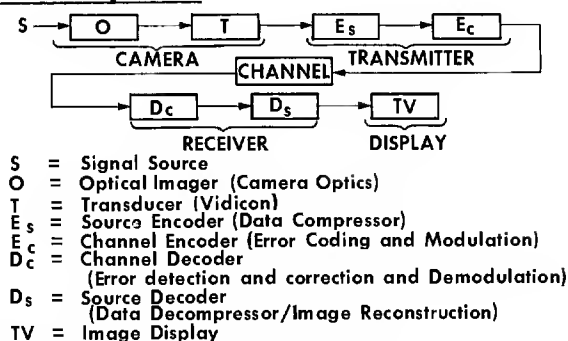 S O T Es Ec
CAMERA TRANSMITTER
CHANNEL
Dc Ds TV
RECEIVER DISPLAY
S = Signal Source
O = Optical Imager (Camera Optics)
T = Transducer (Vidicon)
Es = Source Encoder (Data Compressor)
Ec = Channel Encoder (Error Coding and Modulation)
Dc = Channel Decoder
(Error detection and correction and Demodulation)
Ds = Source Decoder
(Data Decompressor/Image Reconstruction)
TV = Image Display